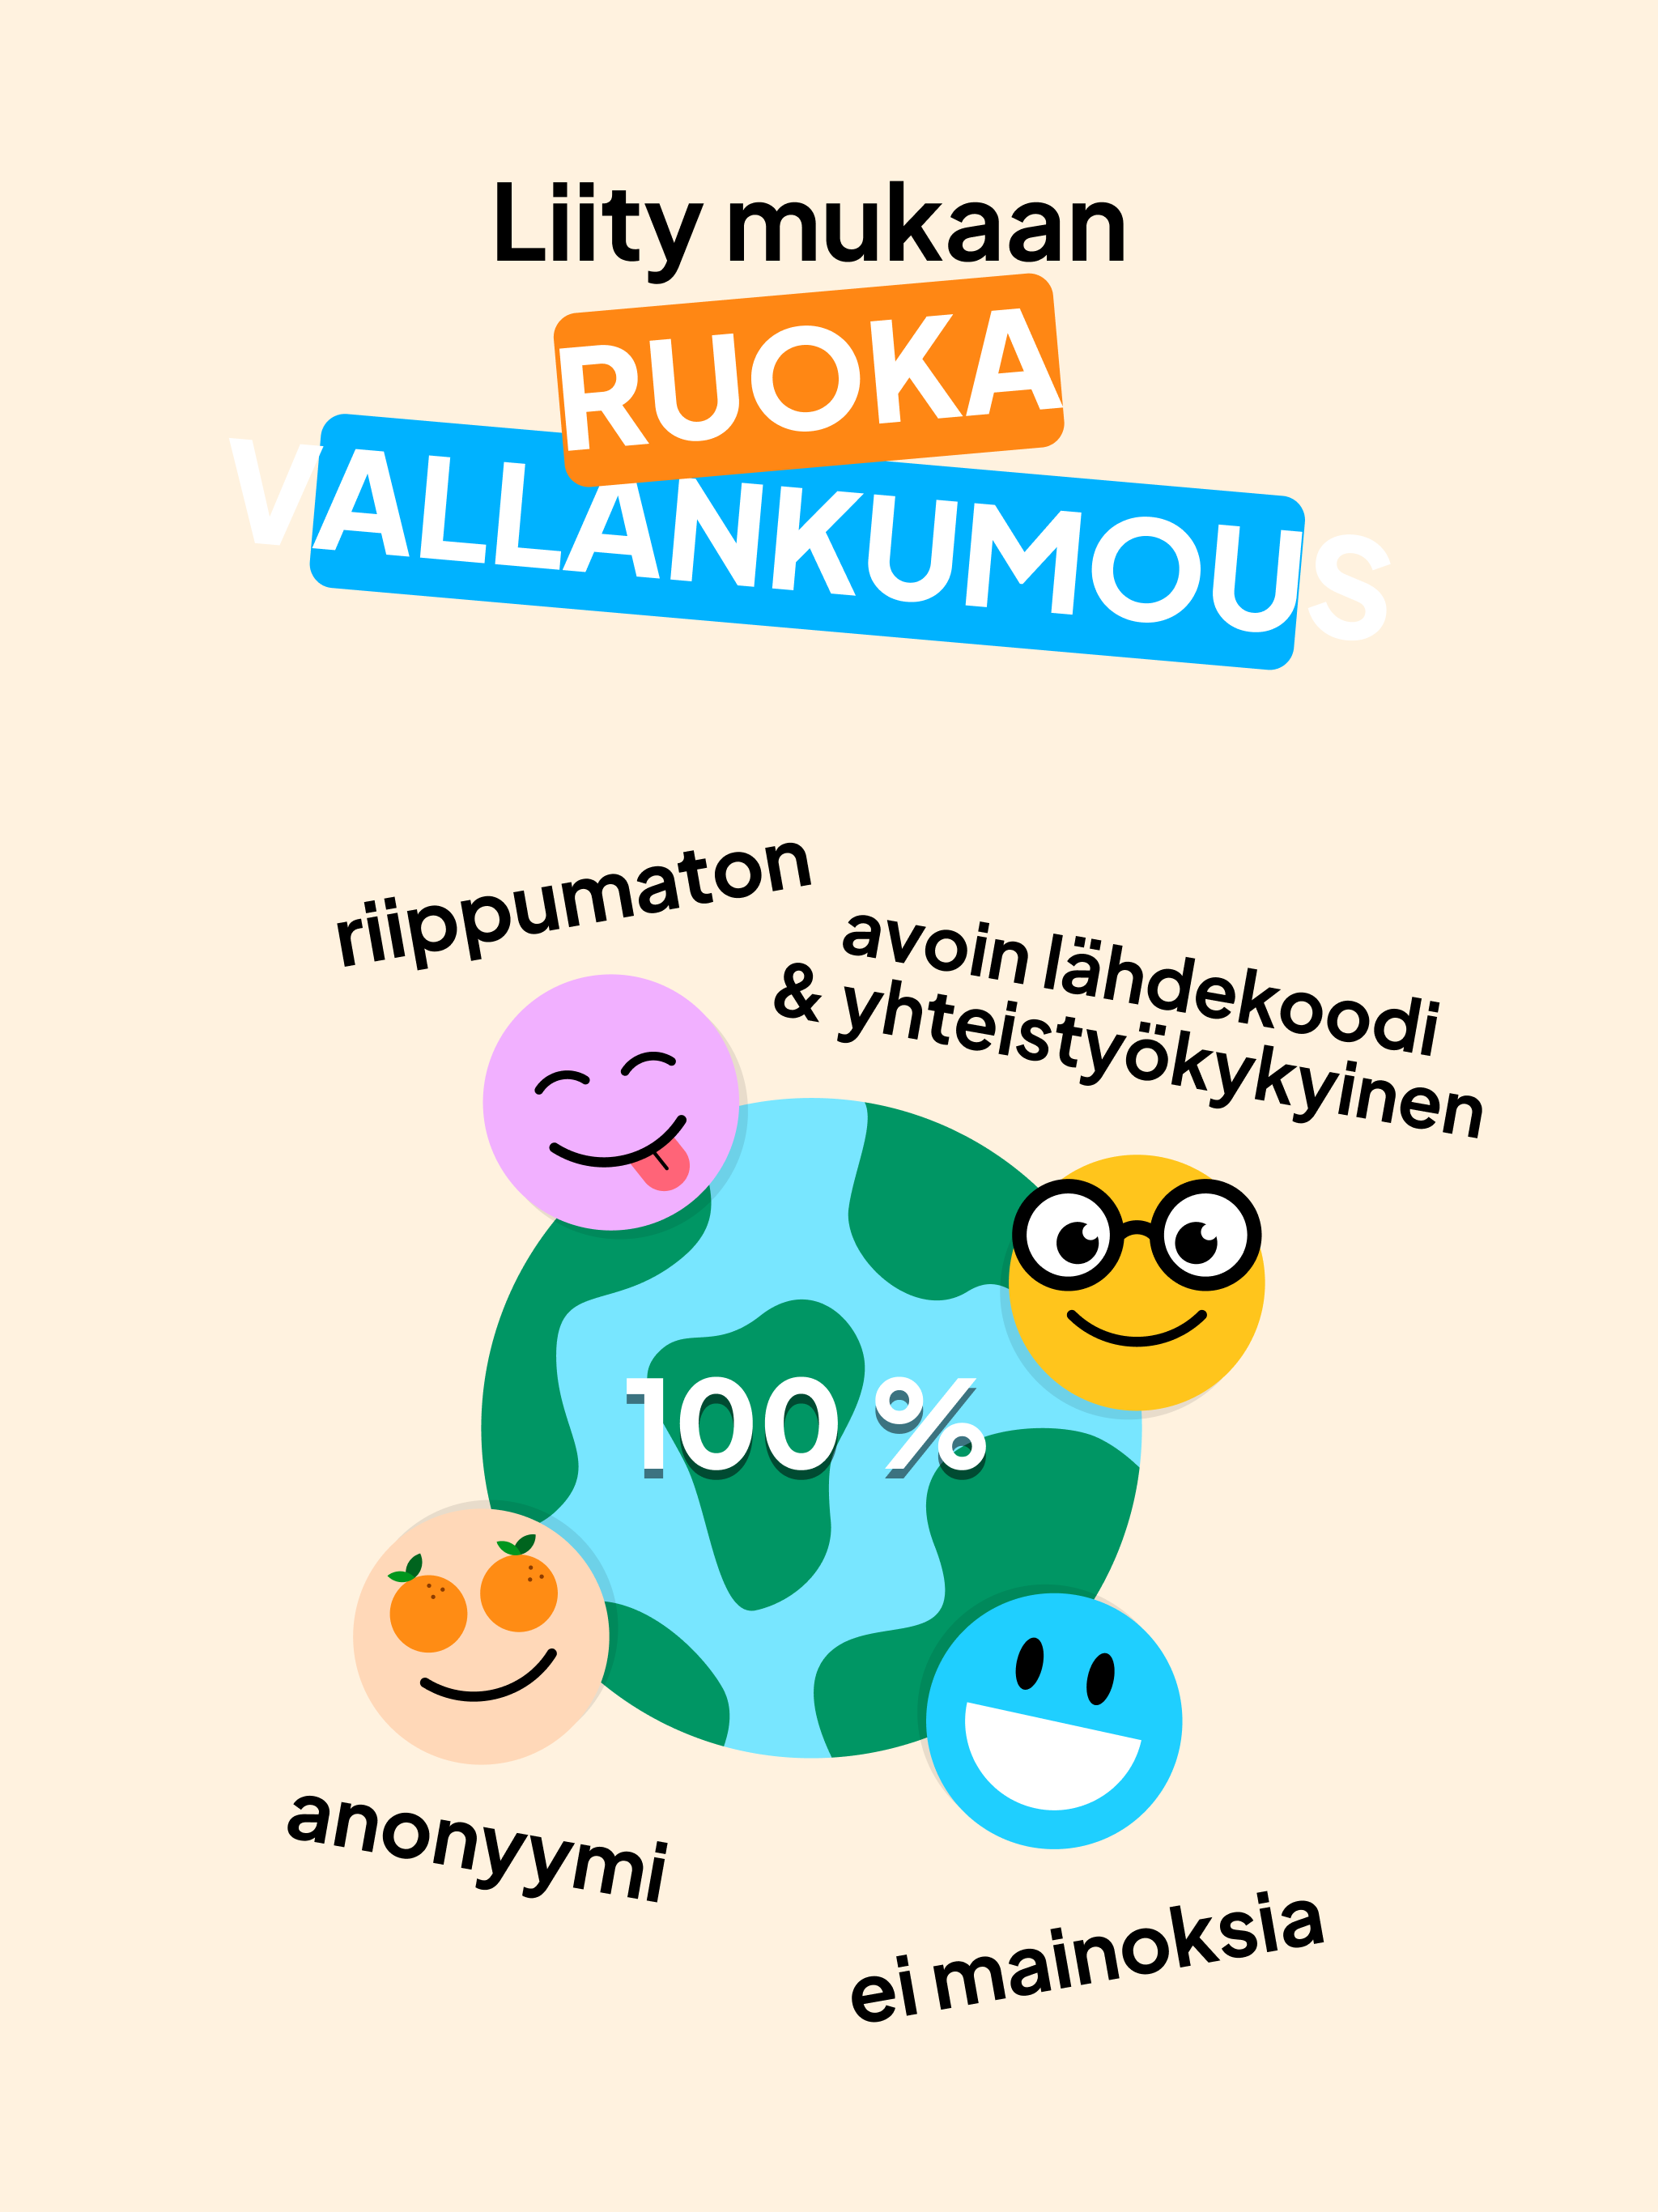 Liity mukaan
RUOKA
VALLANKUMOUS
riippumaton
avoin lähdekoodi
& yhteistyökykyinen
100 %
anonyymi
ei mainoksia